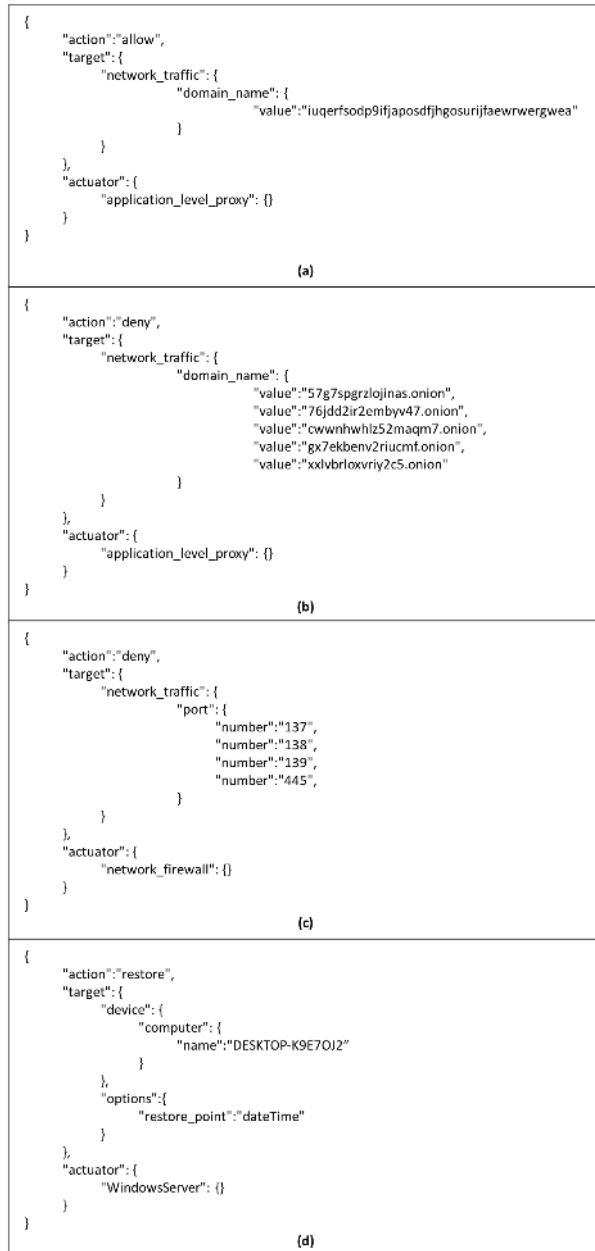 {
"action":"allow",
"target": {
"network_traffic": {
"domain_name": {
"value":"iuqerfsodp9ifjaposdfjhgosurijfaewrwergwea"
}
}
},
"actuator": {
"application_level_proxy": {}
}
}
(a)
{
"action":"deny",
"target": {
"network_traffic": {
"domain_name": {
"value":"57g7spgrzlojinas.onion",
"value":"76jdd2ir2embyv47.onion",
"value":"cwwnhwhlz52maqm7.onion",
"value":"gx7ekbenv2riucmf.onion",
"value":"xxlvbrloxvriy2c5.onion"
}
}
},
"actuator": {
"application_level_proxy": {}
}
}
(b)
{
"action":"deny",
"target": {
"network_traffic": {
"port": {
"number":"137",
"number":"138",
"number":"139",
"number":"445",
}
}
},
"actuator": {
"network_firewall": {}
}
}
(c)
{
"action":"restore",
"target": {
"device": {
"computer": {
"name":"DESKTOP-K9E7OJ2"
}
},
"options":{
"restore_point":"dateTime"
}
},
"actuator": {
"WindowsServer": {}
}
}
(d)